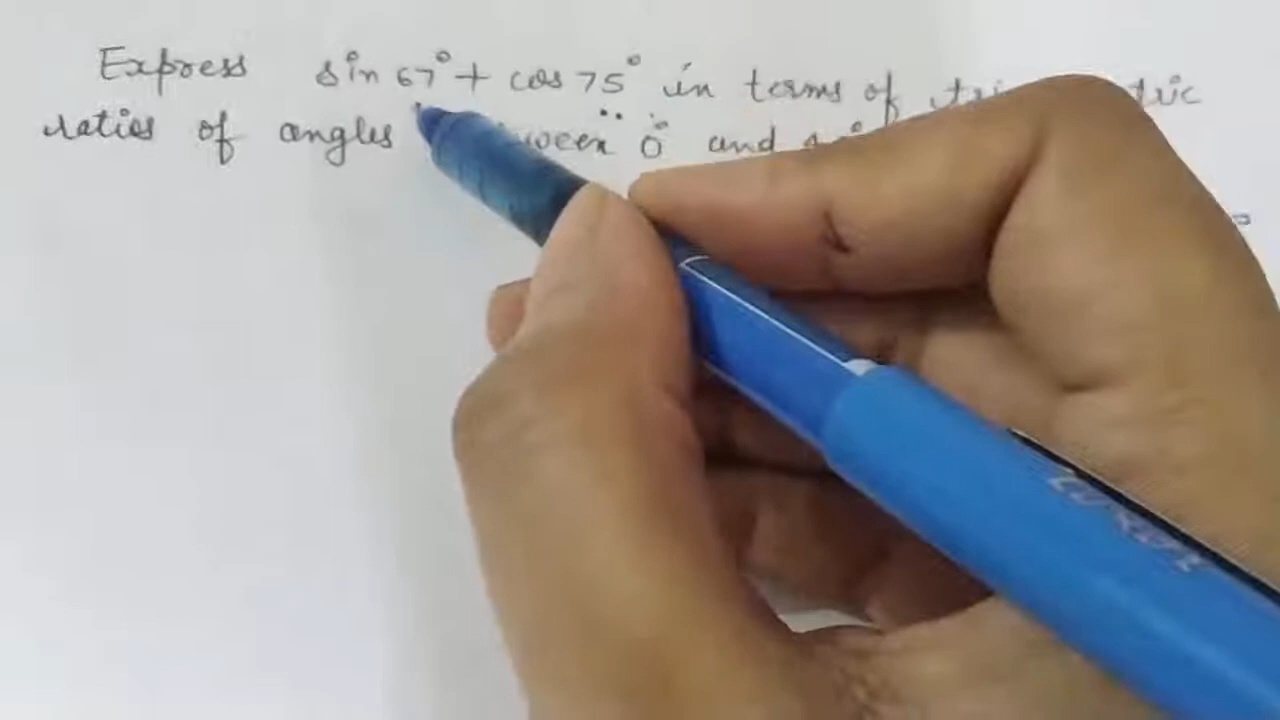 Express sin 67° + cos 75° in terms of
ratios of angles 0° and